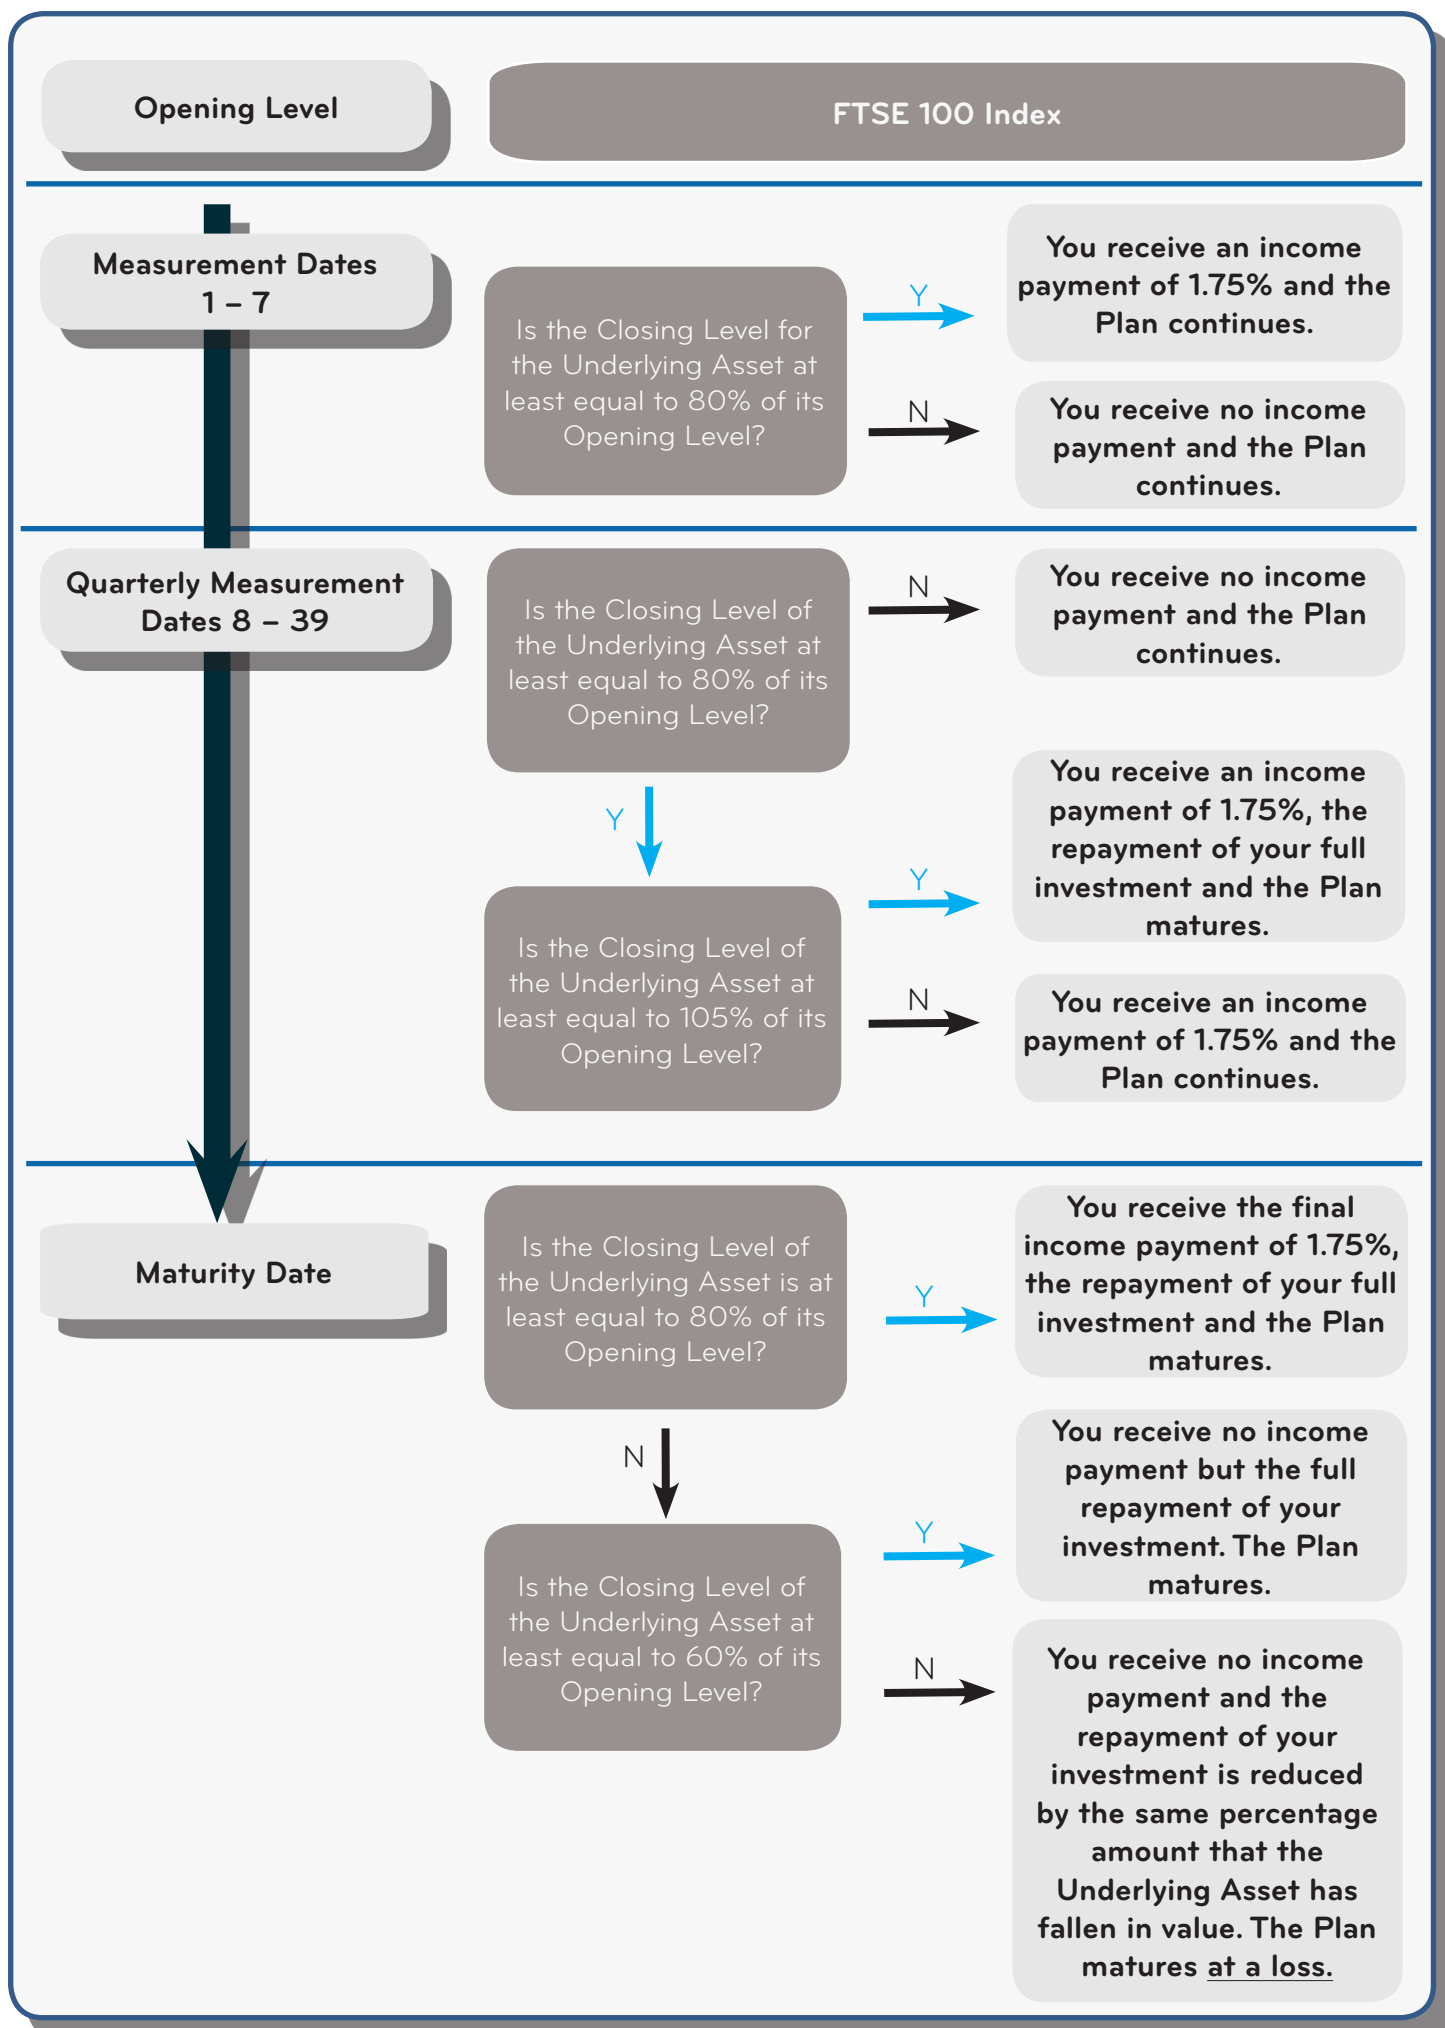 Opening Level
FTSE 100 Index
Measurement Dates
1 – 7
Is the Closing Level for
the Underlying Asset at
least equal to 80% of its
Opening Level?
Y
You receive an income
payment of 1.75% and the
Plan continues.
N
You receive no income
payment and the Plan
continues.
Quarterly Measurement
Dates 8 – 39
Is the Closing Level of
the Underlying Asset at
least equal to 80% of its
Opening Level?
N
You receive no income
payment and the Plan
continues.
Y
Is the Closing Level of
the Underlying Asset at
least equal to 105% of its
Opening Level?
Y
You receive an income
payment of 1.75%, the
repayment of your full
investment and the Plan
matures.
N
You receive an income
payment of 1.75% and the
Plan continues.
Maturity Date
Is the Closing Level of
the Underlying Asset is at
least equal to 80% of its
Opening Level?
Y
You receive the final
income payment of 1.75%,
the repayment of your full
investment and the Plan
matures.
N
Is the Closing Level of
the Underlying Asset at
least equal to 60% of its
Opening Level?
Y
You receive no income
payment but the full
repayment of your
investment. The Plan
matures.
N
You receive no income
payment and the
repayment of your
investment is reduced
by the same percentage
amount that the
Underlying Asset has
fallen in value. The Plan
matures at a loss.